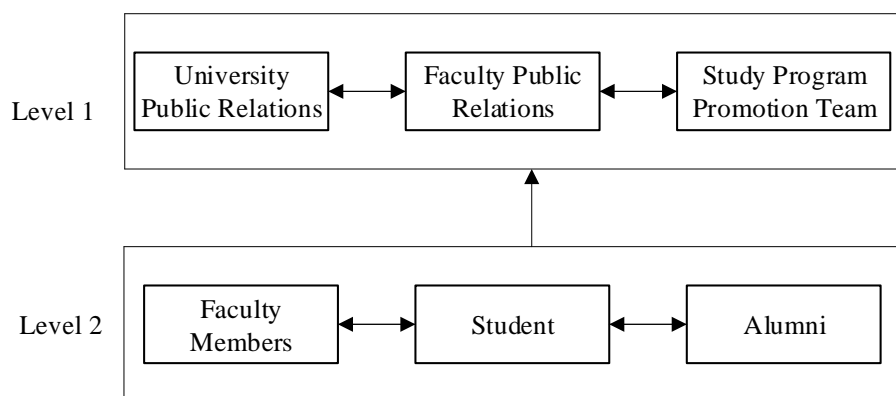 Level 1
University
Public Relations
Faculty Public
Relations
Study Program
Promotion Team
Level 2
Faculty
Members
Student
Alumni